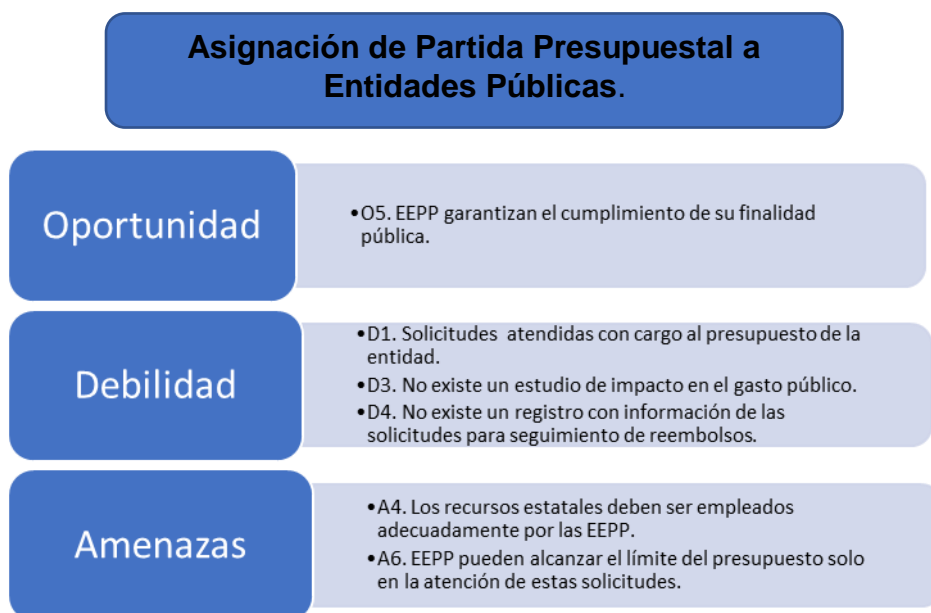 Asignación de Partida Presupuestal a
Entidades Públicas.
Oportunidad
•O5. EEPP garantizan el cumplimiento de su finalidad
pública.
Debilidad
•D1. Solicitudes atendidas con cargo al presupuesto de la
entidad.
•D3. No existe un estudio de impacto en el gasto público.
•D4. No existe un registro con información de las
solicitudes para seguimiento de reembolsos.
Amenazas
•A4. Los recursos estatales deben ser empleados
adecuadamente por las EEPP.
•A6. EEPP pueden alcanzar el límite del presupuesto solo
en la atención de estas solicitudes.